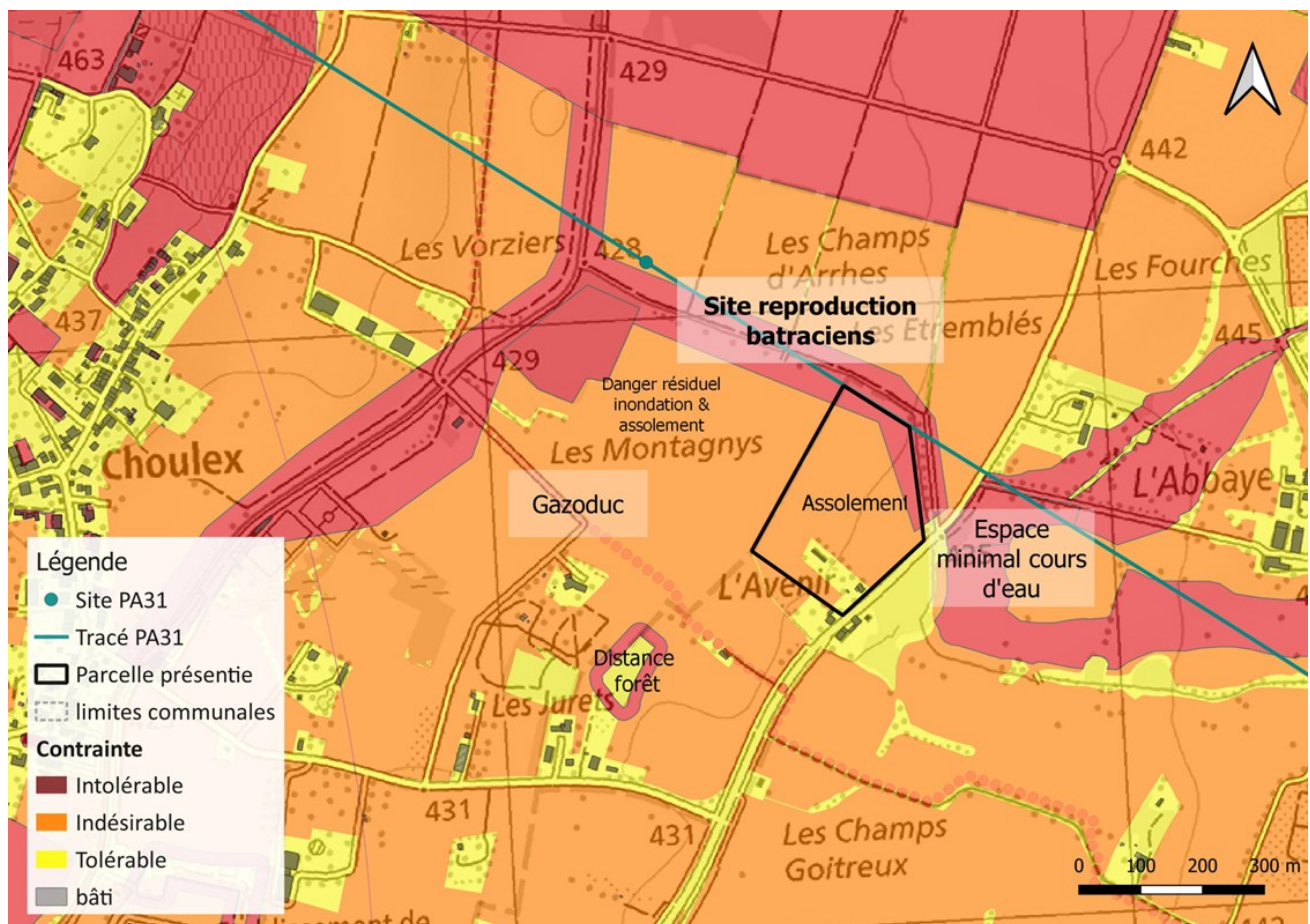 463
429
442
Les Vorziers
428
Les Champs
d'Arrhes
Les Fourches
Site reproduction
batraciens
Les Etremblés
437
445
429
Danger résiduel
inondation &
assolement
Les Montagnys
Choulex
L'Abbaye
Gazoduc
Assolement
Espace
minimal cours
d'eau
L'Avenir
Distance
forêt
Les Jurets
431
431
Les Champs
Goitreux
Légende
Site PA31
Tracé PA31
Parcelle présentie
limites communales
Contrainte
Intolérable
Indésirable
Tolérable
bâti
0 100 200 300 m